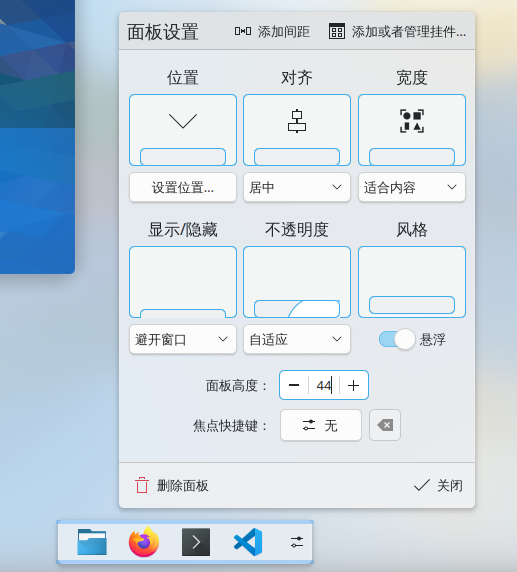 面板设置 添加间距 添加或者管理挂件...
位置 对齐 宽度
设置位置... 居中 适合内容
显示/隐藏 不透明度 风格
避开窗口 自适应 悬浮
面板高度： 44
焦点快捷键： 无
删除面板 关闭